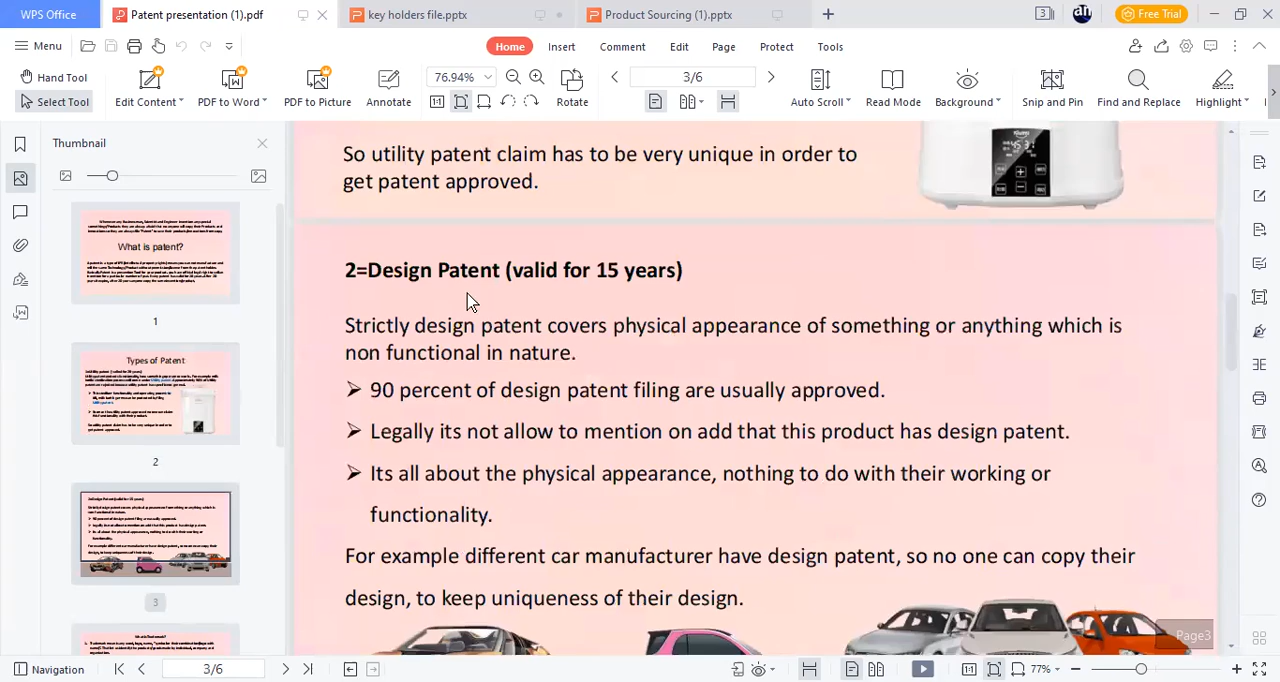 WPS Office
Patent presentation (1).pdf
key holders file.pptx
Product Sourcing (1).pptx
3
Free Trial
Menu
Home
Insert
Comment
Edit
Page
Protect
Tools
Hand Tool
Select Tool
Edit Content
PDF to Word
PDF to Picture
Annotate
76.94%
Rotate
3/6
Auto Scroll
Read Mode
Background
Snip and Pin
Find and Replace
Highlight
Thumbnail
What is patent?
1
Types of Patent
2
3
So utility patent claim has to be very unique in order to
get patent approved.
2=Design Patent (valid for 15 years)
Strictly design patent covers physical appearance of something or anything which is
non functional in nature.
➢ 90 percent of design patent filing are usually approved.
➢ Legally its not allow to mention on add that this product has design patent.
➢ Its all about the physical appearance, nothing to do with their working or
functionality.
For example different car manufacturer have design patent, so no one can copy their
design, to keep uniqueness of their design.
Page3
Navigation
3/6
77%